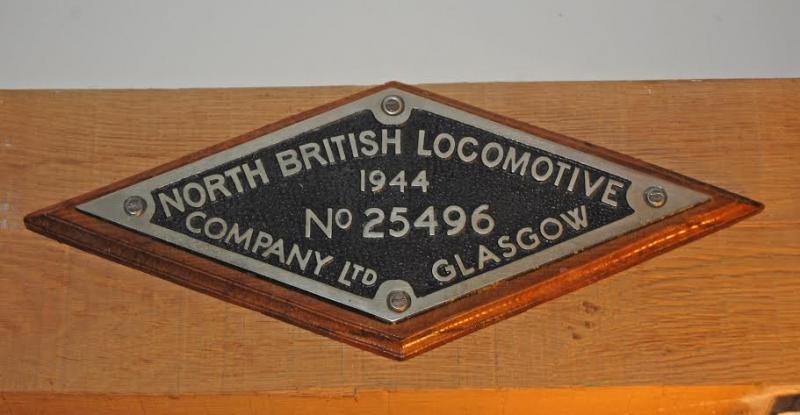 NORTH BRITISH LOCOMOTIVE
1944
No 25496
COMPANY LTD GLASGOW